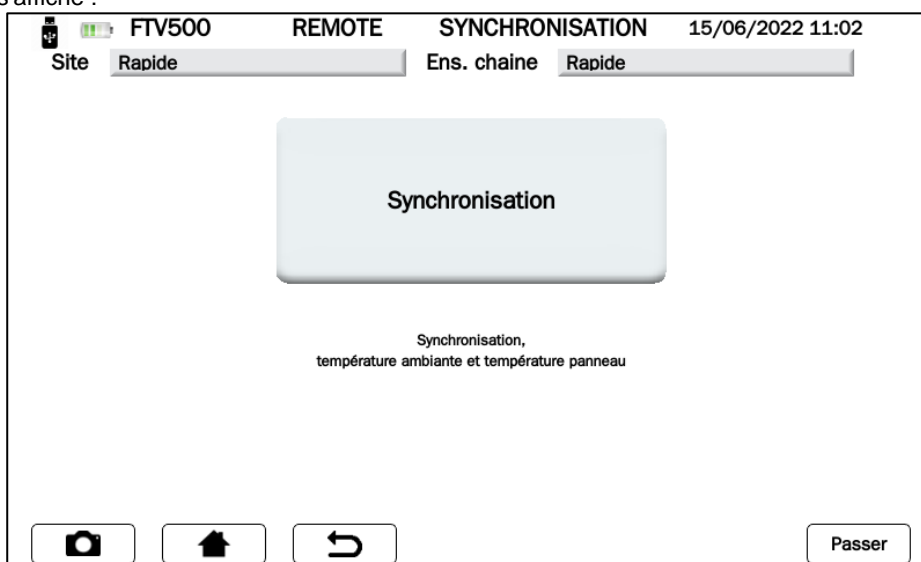 s'affiche :
FTV500 REMOTE SYNCHRONISATION 15/06/2022 11:02
Site Rapide Ens. chaine Rapide
Synchronisation
Synchronisation,
température ambiante et température panneau
Passer